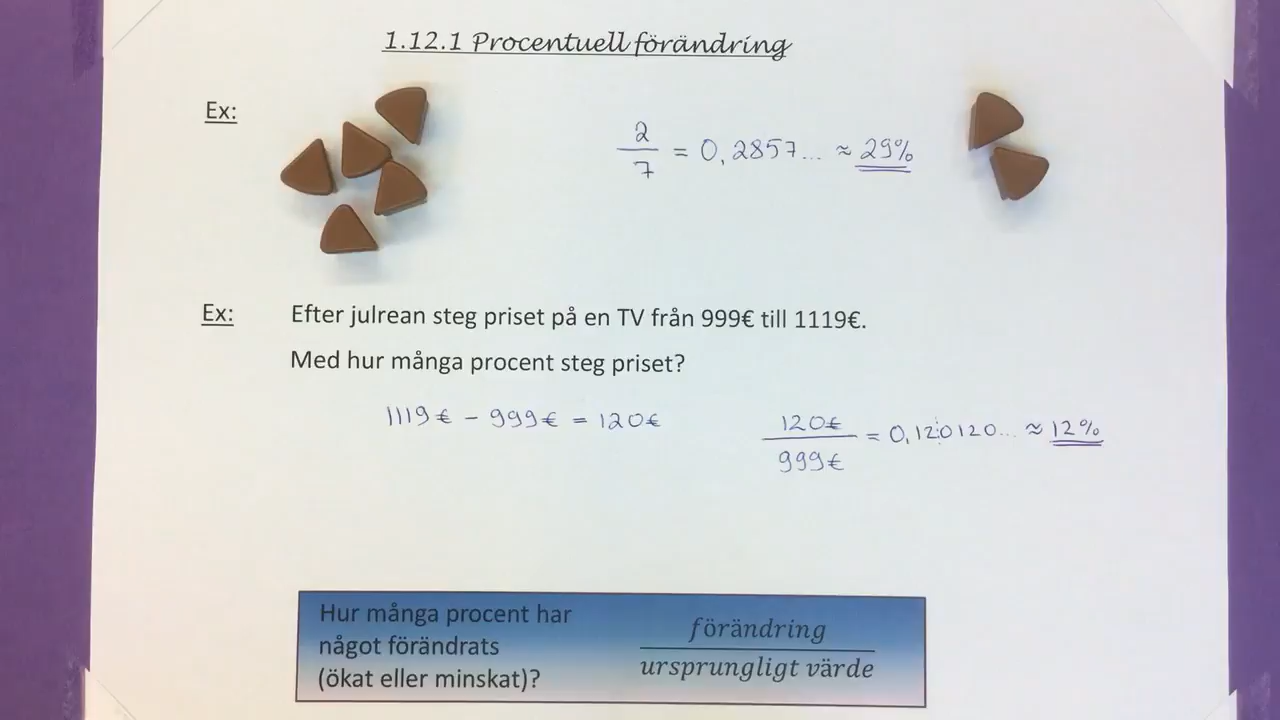 1.12.1 Procentuell förändring
Ex:
2/7 = 0,2857... ≈ 29%
Ex: Efter julrean steg priset på en TV från 999€ till 1119€.
Med hur många procent steg priset?
1119€ - 999€ = 120€
120€/999€ = 0,120120... ≈ 12%
Hur många procent har
något förändrats
(ökat eller minskat)?
förändring
ursprungligt värde